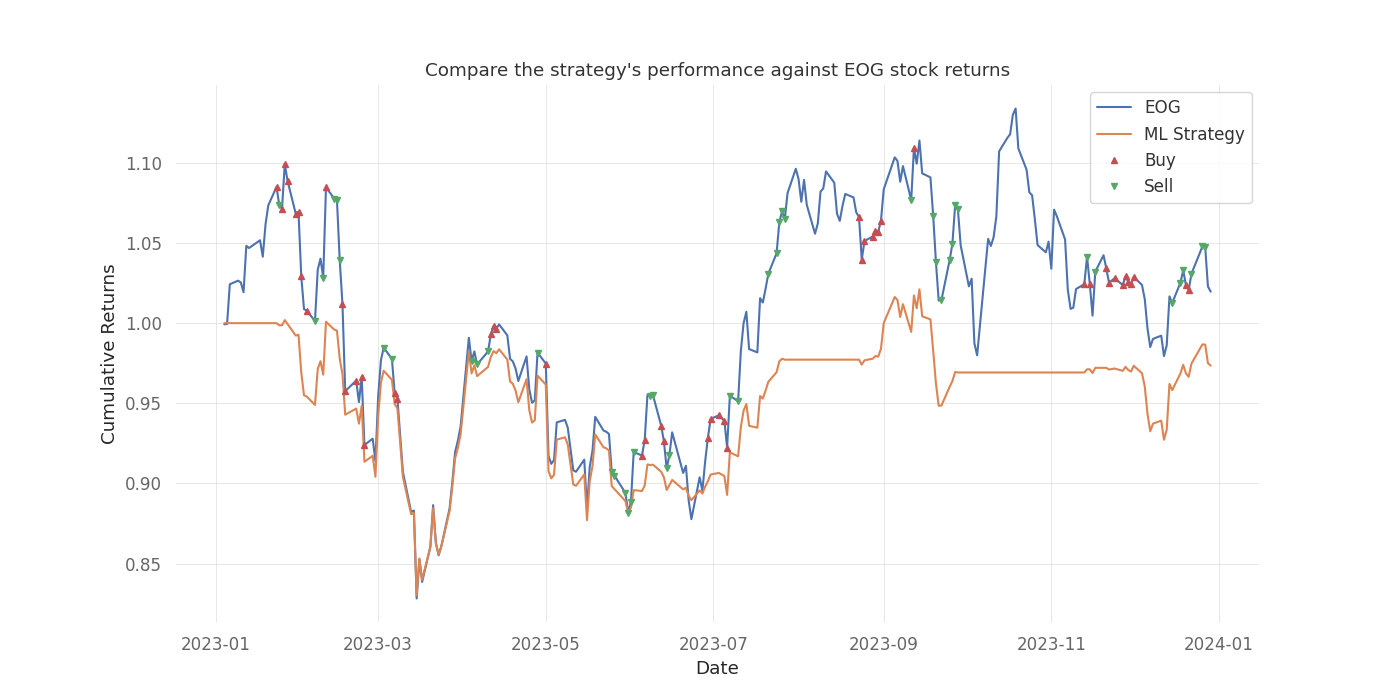 Compare the strategy's performance against EOG stock returns
EOG
ML Strategy
Buy
Sell
Cumulative Returns
1.10
1.05
1.00
0.95
0.90
0.85
2023-01
2023-03
2023-05
2023-07
2023-09
2023-11
2024-01
Date